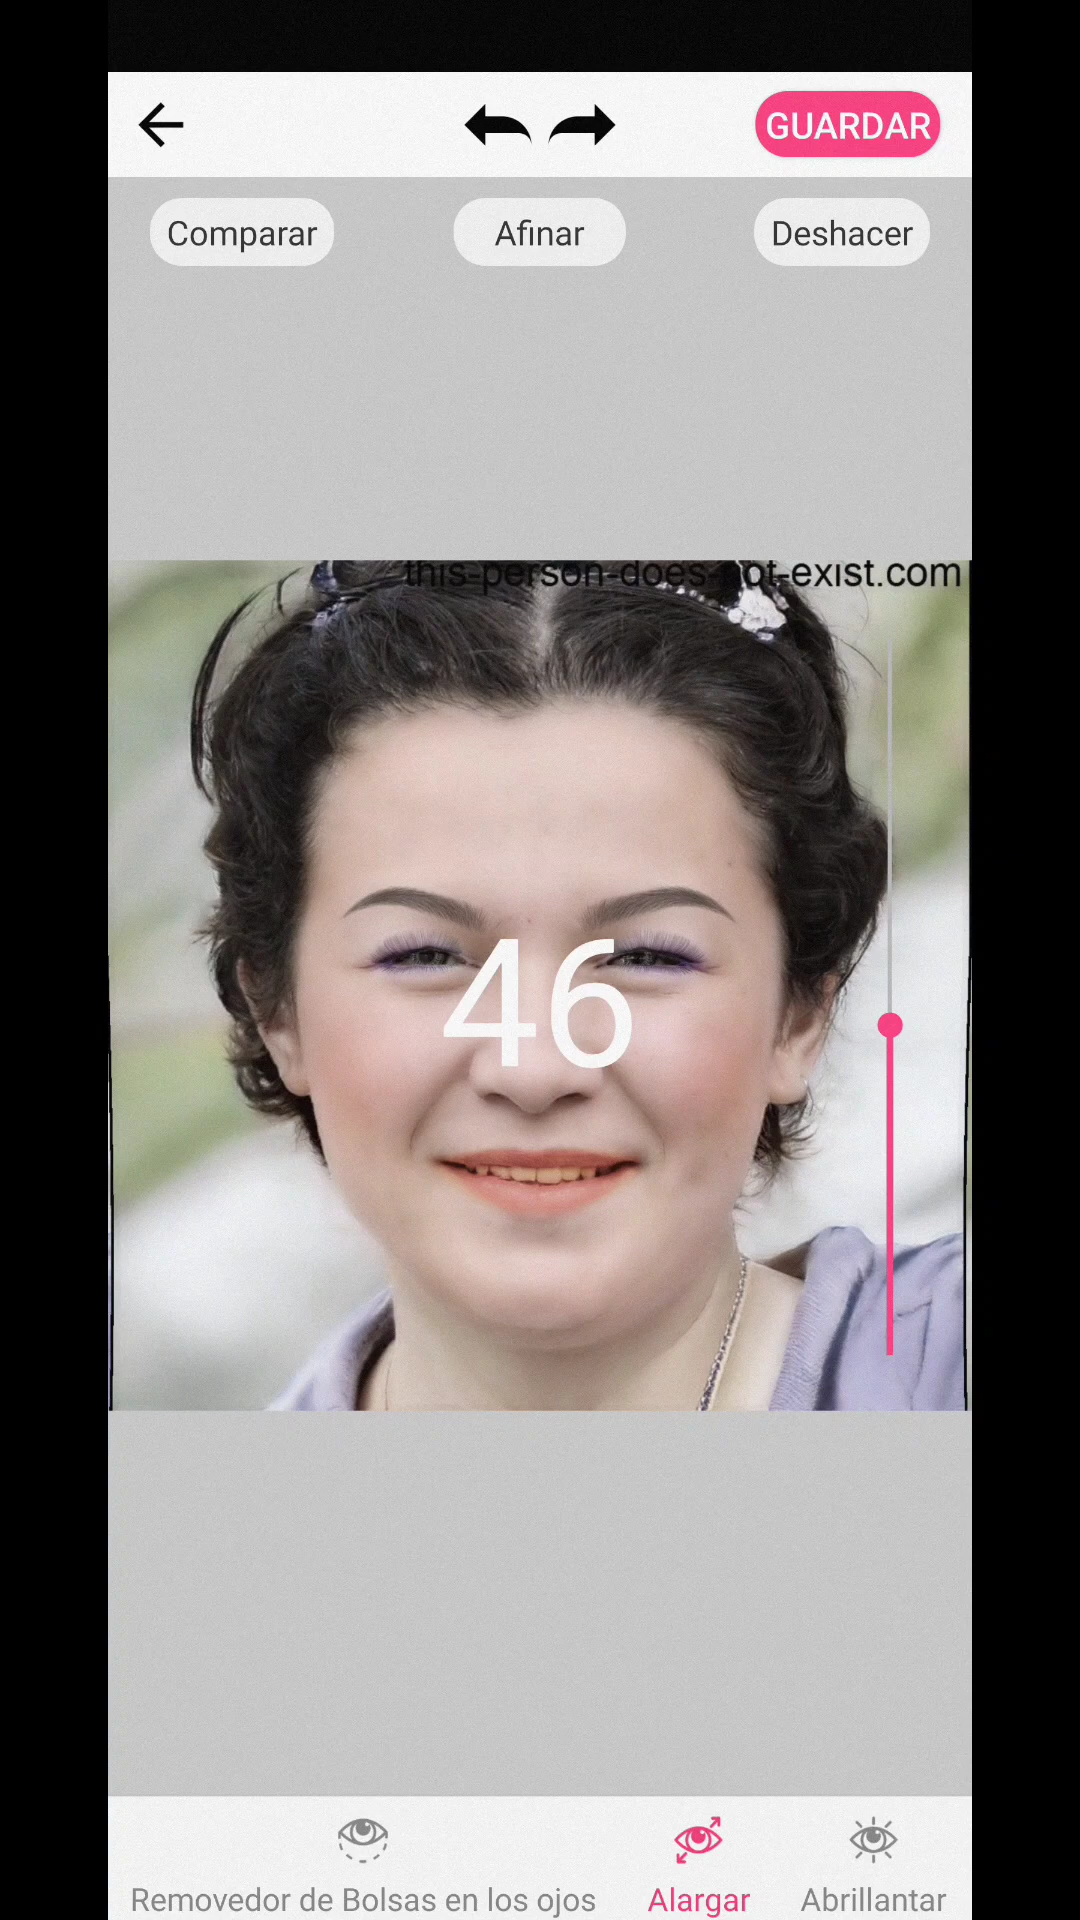 GUARDAR
Comparar Afinar Deshacer
this-person-does-not-exist.com
46
Removedor de Bolsas en los ojos Alargar Abrillantar